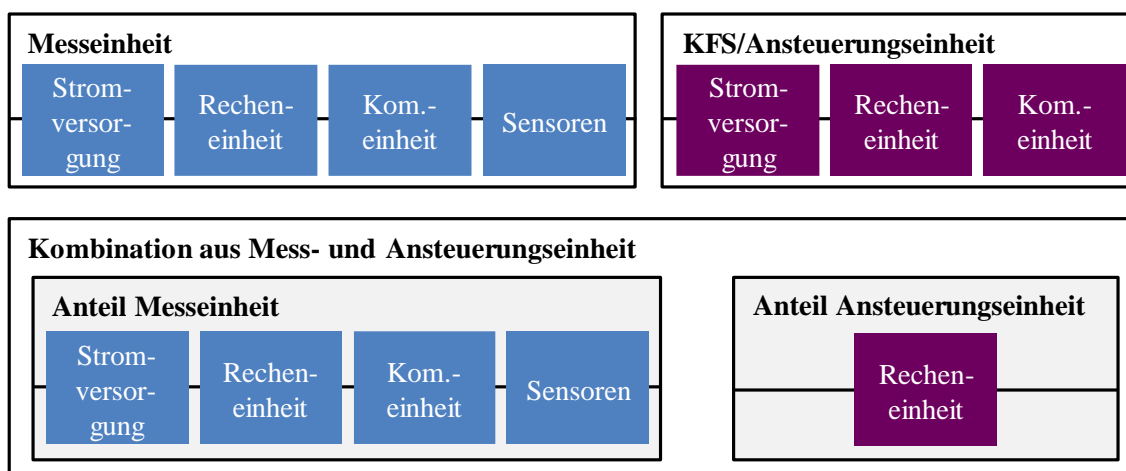 Messeinheit
Strom-
versor-
gung
Rechen-
einheit
Kom.-
einheit
Sensoren
KFS/Ansteuerungseinheit
Strom-
versor-
gung
Rechen-
einheit
Kom.-
einheit
Kombination aus Mess- und Ansteuerungseinheit
Anteil Messeinheit
Strom-
versor-
gung
Rechen-
einheit
Kom.-
einheit
Sensoren
Anteil Ansteuerungseinheit
Rechen-
einheit